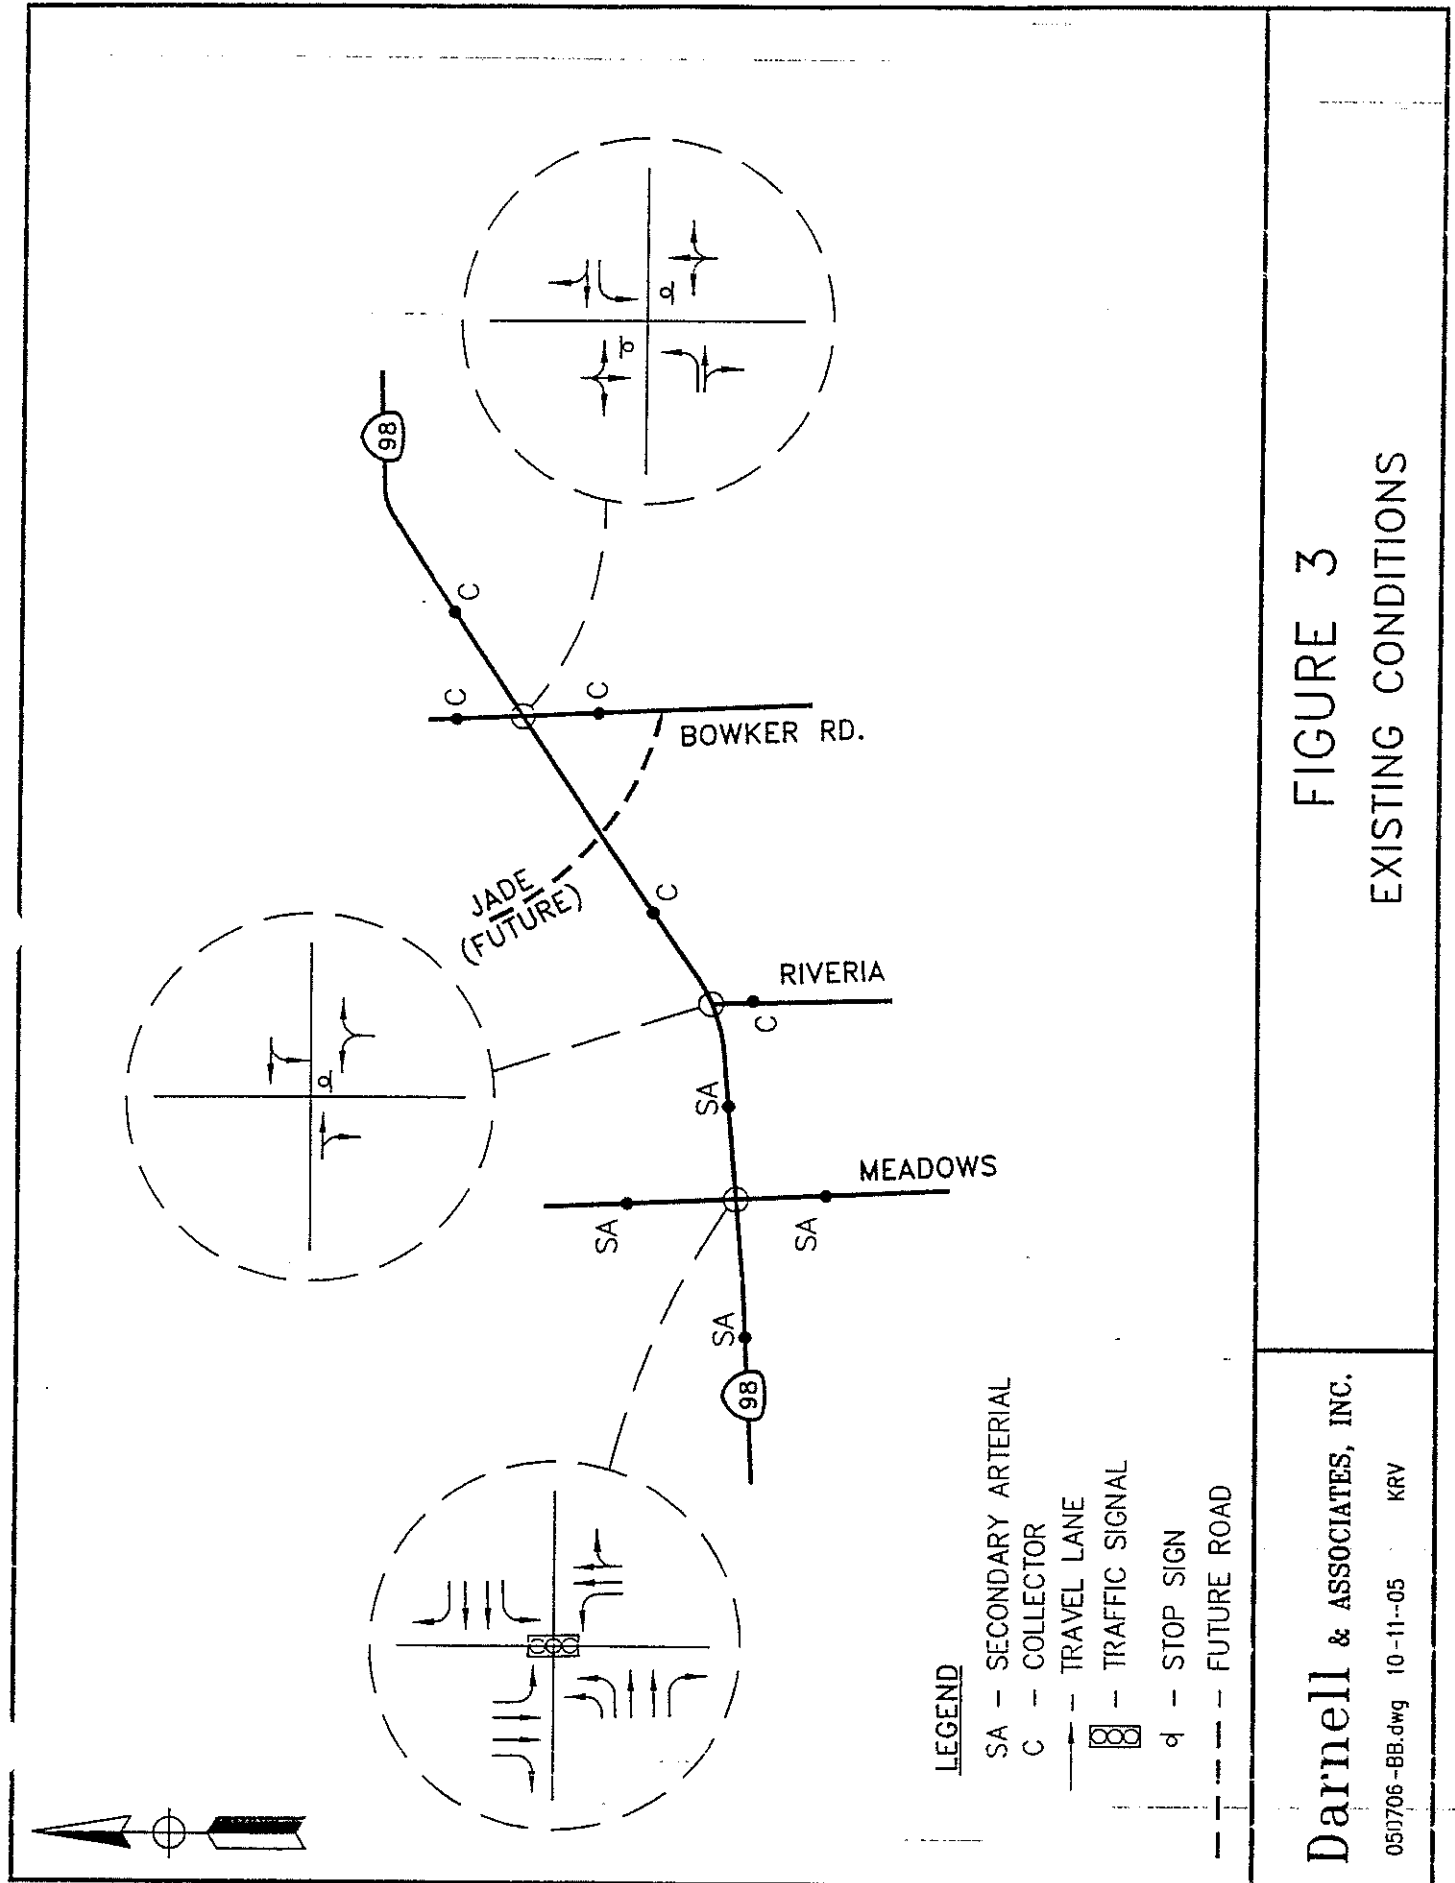 98
C
C
C
BOWKER RD.
JADE
(FUTURE)
C
RIVERIA
C
SA
MEADOWS
SA
SA
SA
98
LEGEND
SA - SECONDARY ARTERIAL
C - COLLECTOR
- TRAVEL LANE
- TRAFFIC SIGNAL
- STOP SIGN
- FUTURE ROAD
Darnell & ASSOCIATES, INC.
050706-BB.dwg 10-11-05 KRV
FIGURE 3
EXISTING CONDITIONS